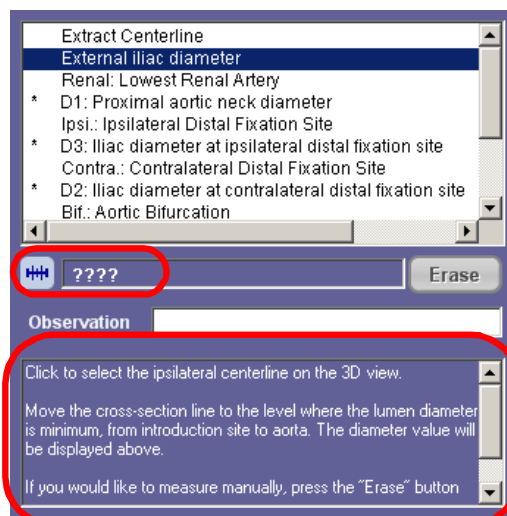 Extract Centerline
External iliac diameter
Renal: Lowest Renal Artery
* D1: Proximal aortic neck diameter
Ipsi.: Ipsilateral Distal Fixation Site
* D3: Iliac diameter at ipsilateral distal fixation site
Contra.: Contralateral Distal Fixation Site
* D2: Iliac diameter at contralateral distal fixation site
Bif.: Aortic Bifurcation
???? Erase
Observation
Click to select the ipsilateral centerline on the 3D view.
Move the cross-section line to the level where the lumen diameter
is minimum, from introduction site to aorta. The diameter value will
be displayed above.
If you would like to measure manually, press the "Erase" button